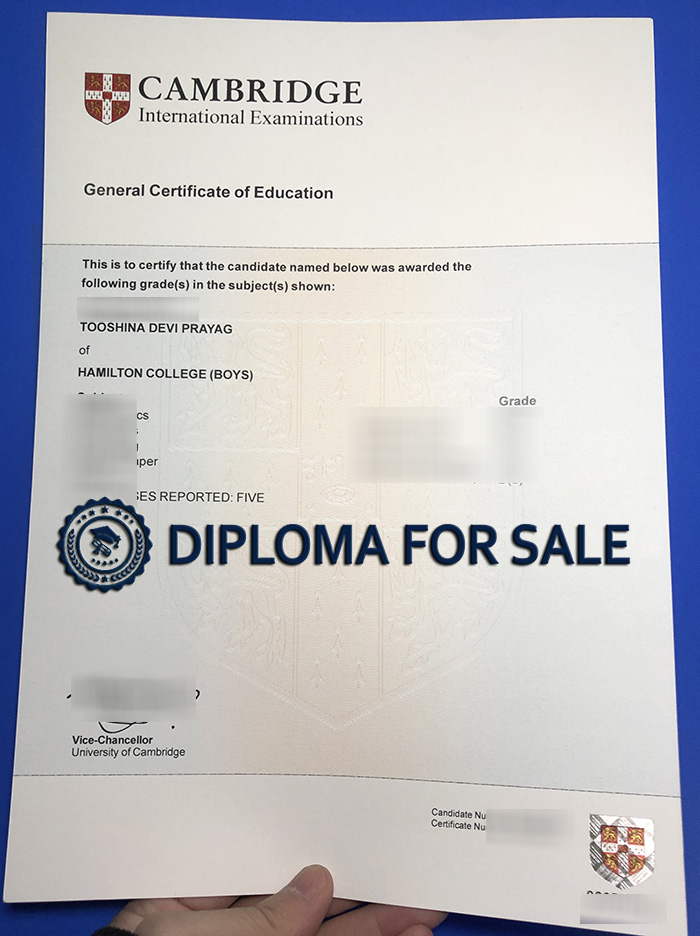 CAMBRIDGE
International Examinations
General Certificate of Education
This is to certify that the candidate named below was awarded the
following grade(s) in the subject(s) shown:
TOOSHINA DEVI PRAYAG
of
HAMILTON COLLEGE (BOYS)
Grade
REPORTED: FIVE
DIPLOMA FOR SALE
Vice-Chancellor
University of Cambridge
Candidate
Certificate